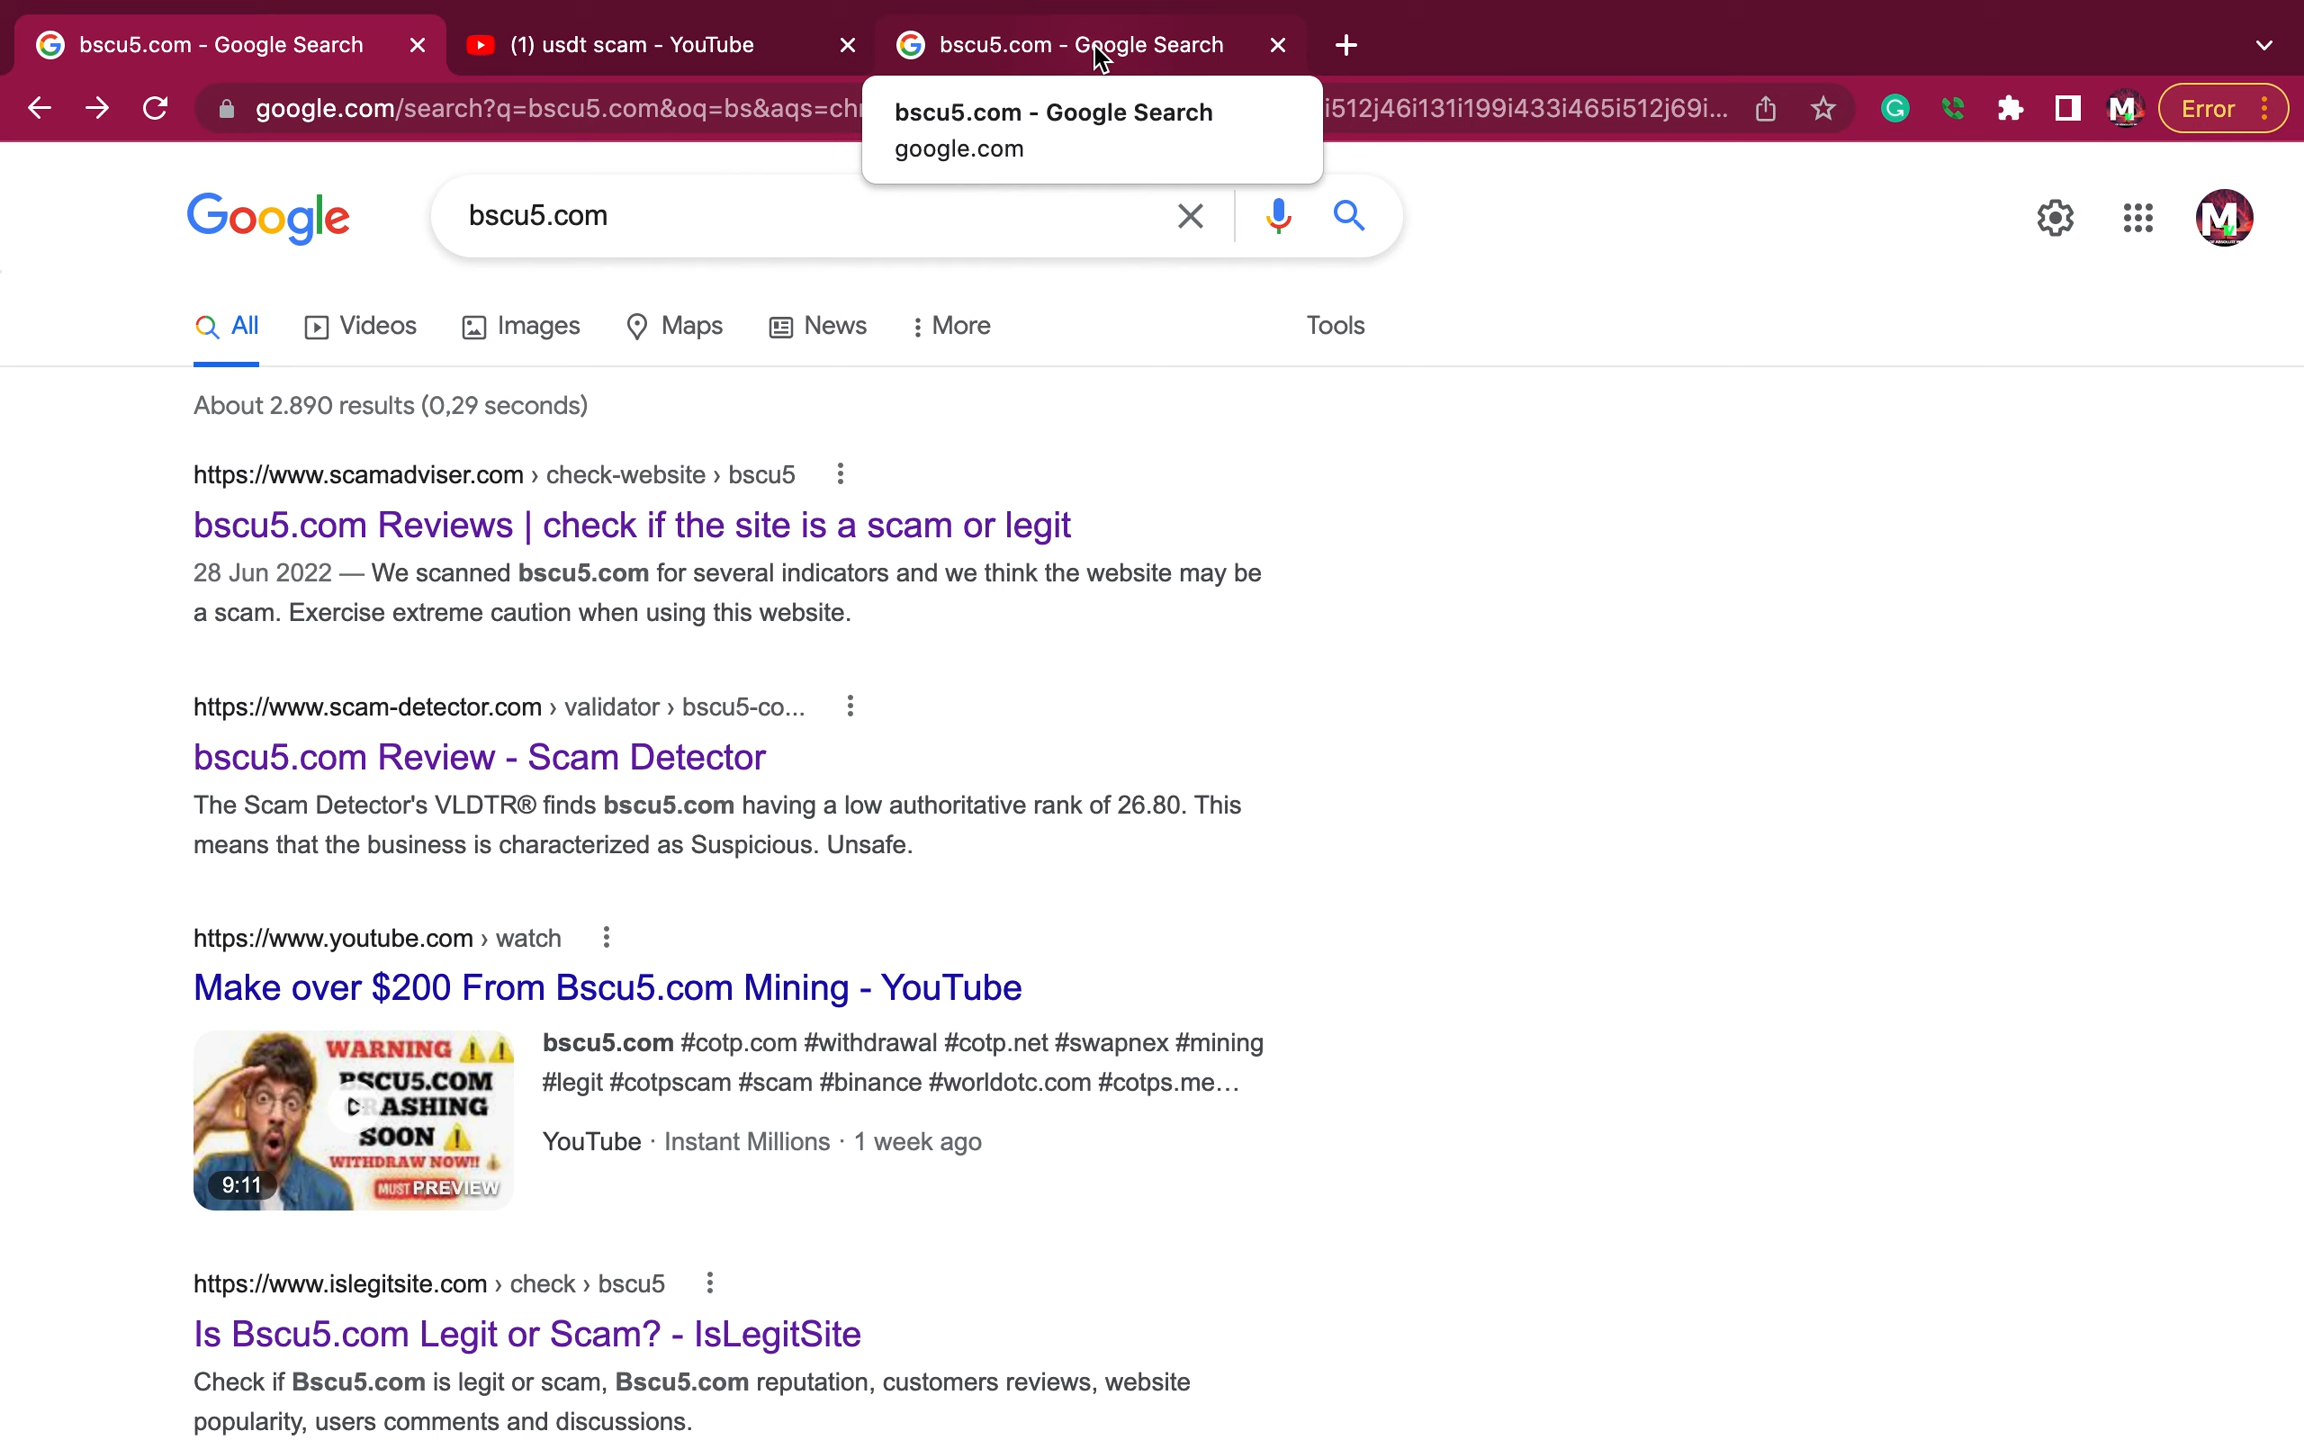 bscu5.com - Google Search
(1) usdt scam - YouTube
bscu5.com - Google Search
google.com/search?q=bscu5.com&oq=bs&aqs=ch
i512j46i131i199i433i465i512j69i...
Error
bscu5.com - Google Search
google.com
Google
bscu5.com
M
All
Videos
Images
Maps
News
More
Tools
About 2.890 results (0,29 seconds)
https://www.scamadviser.com › check-website › bscu5
bscu5.com Reviews | check if the site is a scam or legit
28 Jun 2022 — We scanned bscu5.com for several indicators and we think the website may be
a scam. Exercise extreme caution when using this website.
https://www.scam-detector.com › validator › bscu5-co...
bscu5.com Review - Scam Detector
The Scam Detector's VLDTR® finds bscu5.com having a low authoritative rank of 26.80. This
means that the business is characterized as Suspicious. Unsafe.
https://www.youtube.com › watch
Make over $200 From Bscu5.com Mining - YouTube
WARNING
BSCU5.COM
CRASHING
SOON
WITHDRAW NOW!!
MUST PREVIEW
9:11
bscu5.com #cotp.com #withdrawal #cotp.net #swapnex #mining
#legit #cotpscam #scam #binance #worldotc.com #cotps.me...
YouTube · Instant Millions · 1 week ago
https://www.islegitsite.com › check › bscu5
Is Bscu5.com Legit or Scam? - IsLegitSite
Check if Bscu5.com is legit or scam, Bscu5.com reputation, customers reviews, website
popularity, users comments and discussions.